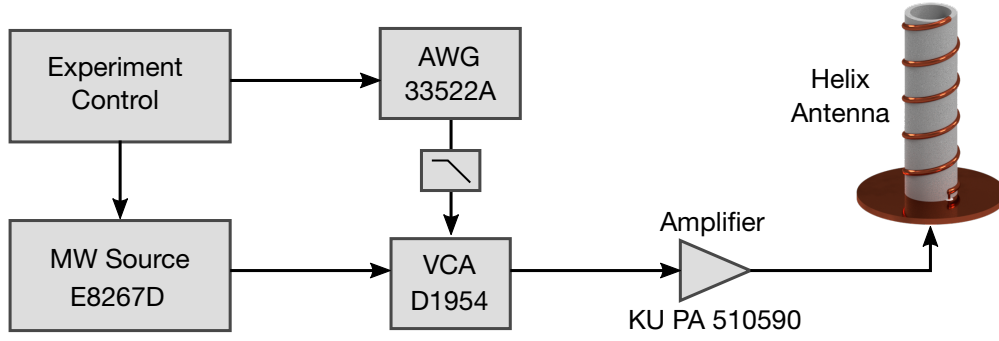 Experiment
Control
AWG
33522A
Helix
Antenna
MW Source
E8267D
VCA
D1954
Amplifier
KU PA 510590